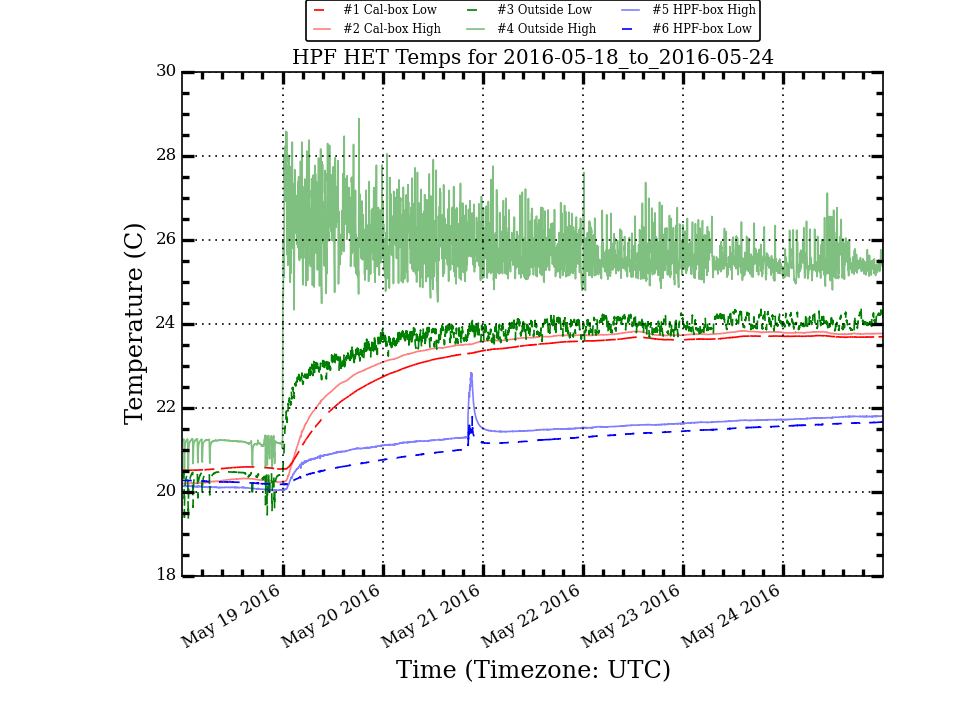 #1 Cal-box Low #3 Outside Low #5 HPF-box High
#2 Cal-box High #4 Outside High #6 HPF-box Low
HPF HET Temps for 2016-05-18_to_2016-05-24
30
28
26
24
22
20
18
Temperature (C)
May 19 2016 May 20 2016 May 21 2016 May 22 2016 May 23 2016 May 24 2016
Time (Timezone: UTC)